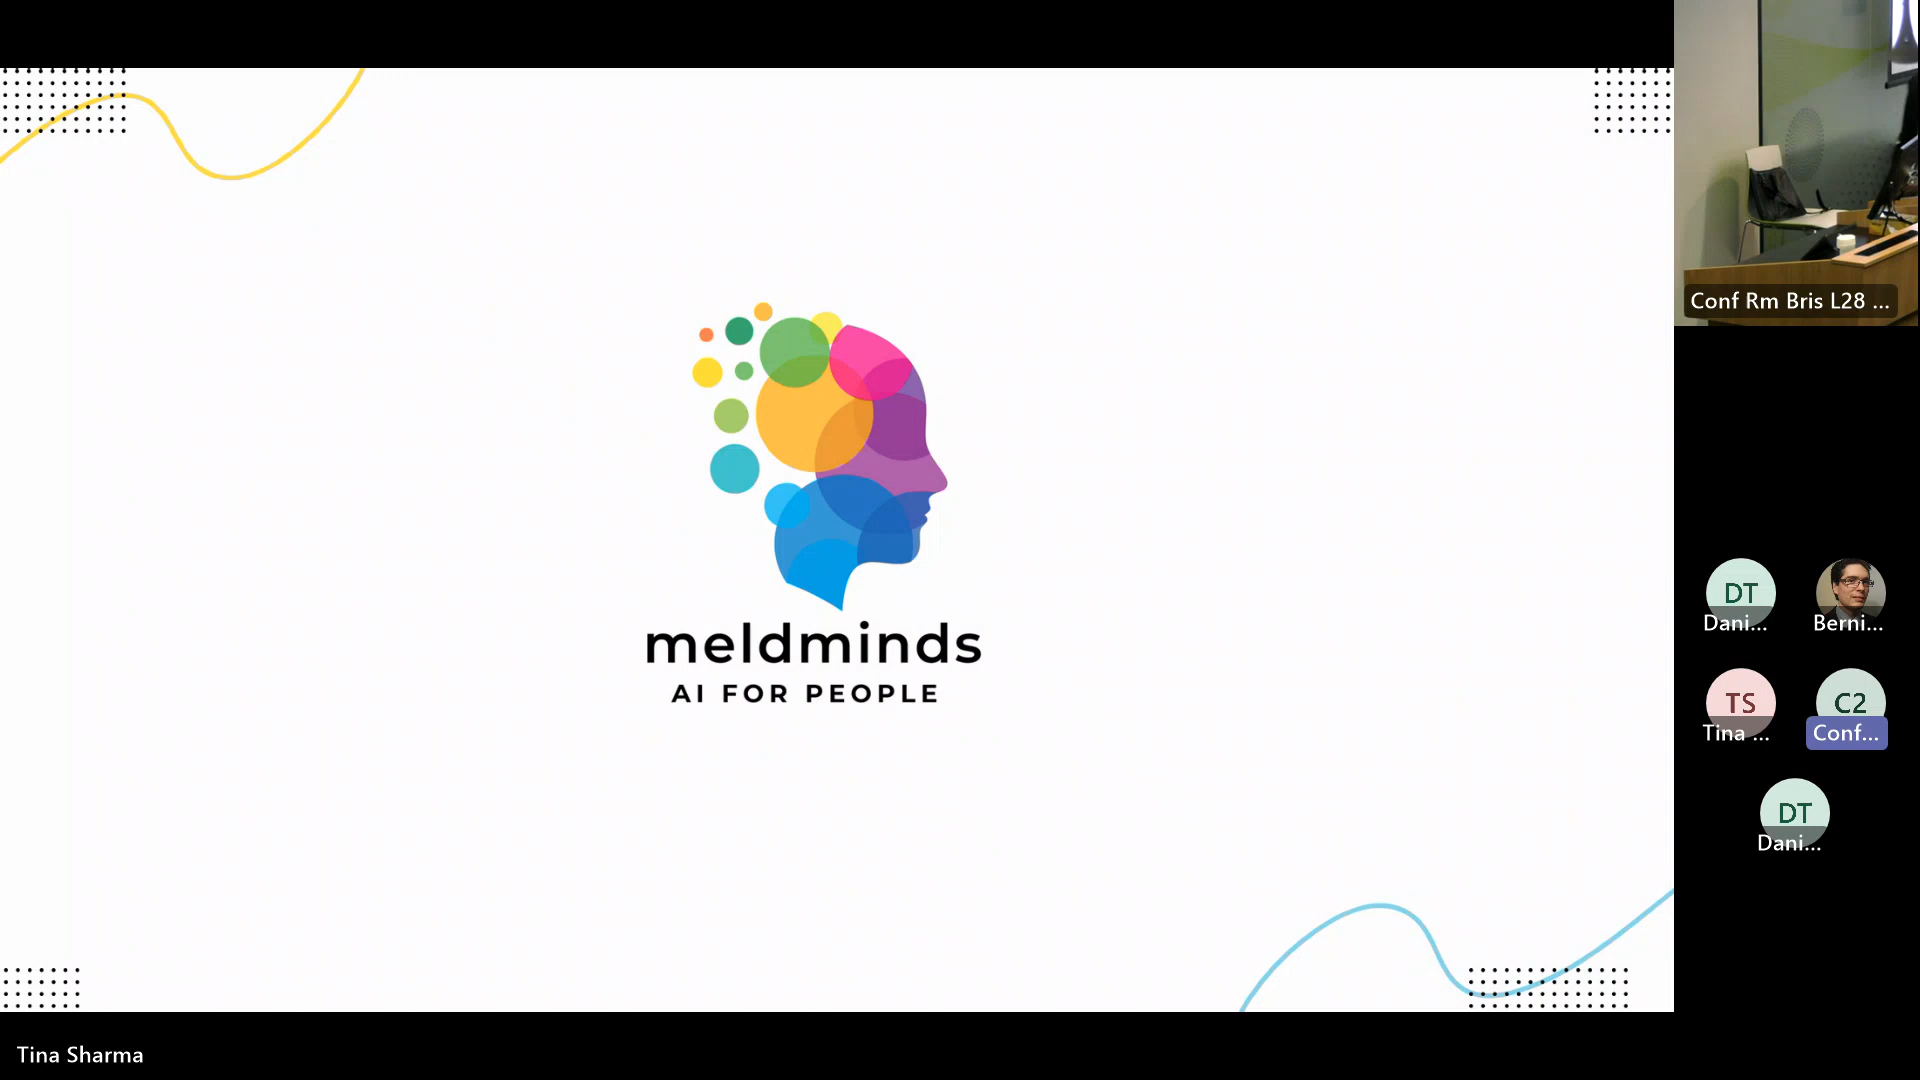 meldminds
AI FOR PEOPLE
Conf Rm Bris L28 ...
DT
Dani...
Berni...
TS
Tina ...
C2
Conf...
DT
Dani...
Tina Sharma